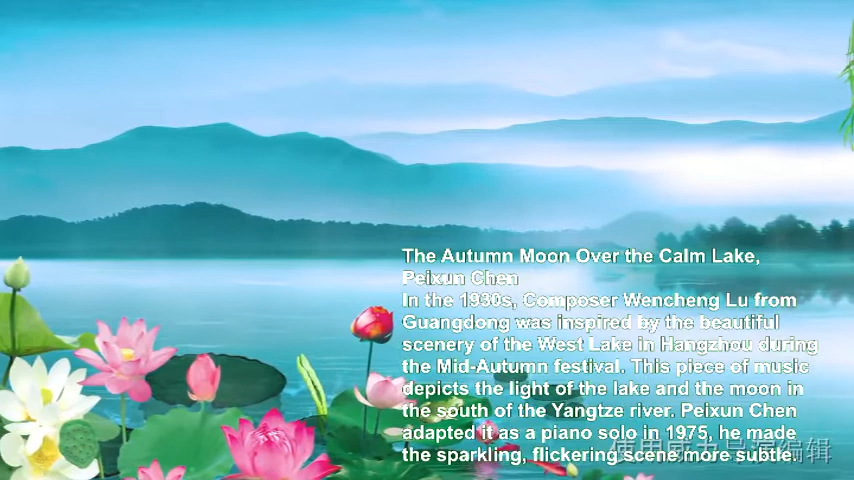 The Autumn Moon Over the Calm Lake,
Peixun Chen
In the 1930s, Composer Wencheng Lu from
Guangdong was inspired by the beautiful
scenery of the West Lake in Hangzhou during
the Mid-Autumn festival. This piece of music
depicts the light of the lake and the moon in
the south of the Yangtze river. Peixun Chen
adapted it as a piano solo in 1975, he made
the sparkling, flickering scene more subtle.